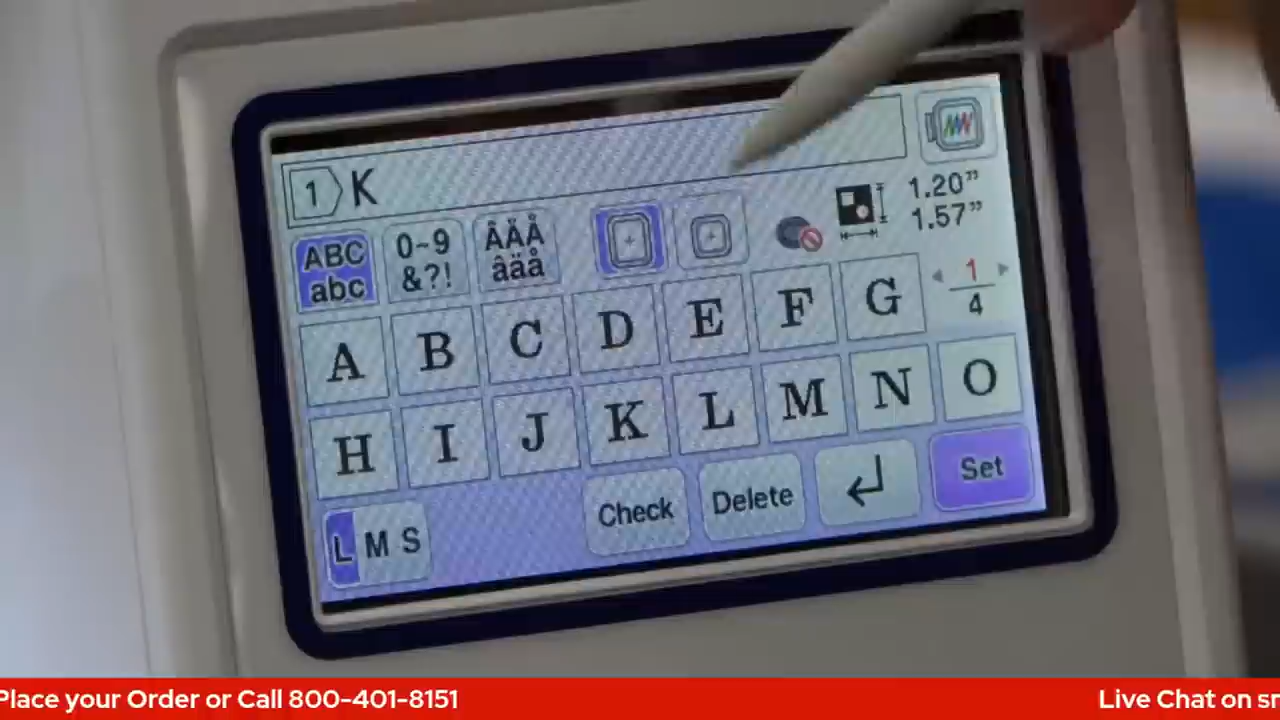 1 K
ABC abc 0~9 &?! ÄÃÅ âäå 1.20” 1.57”
A B C D E F G 1/4
H I J K L M N O
L M S Check Delete Set
Place your Order or Call 800-401-8151 Live Chat on